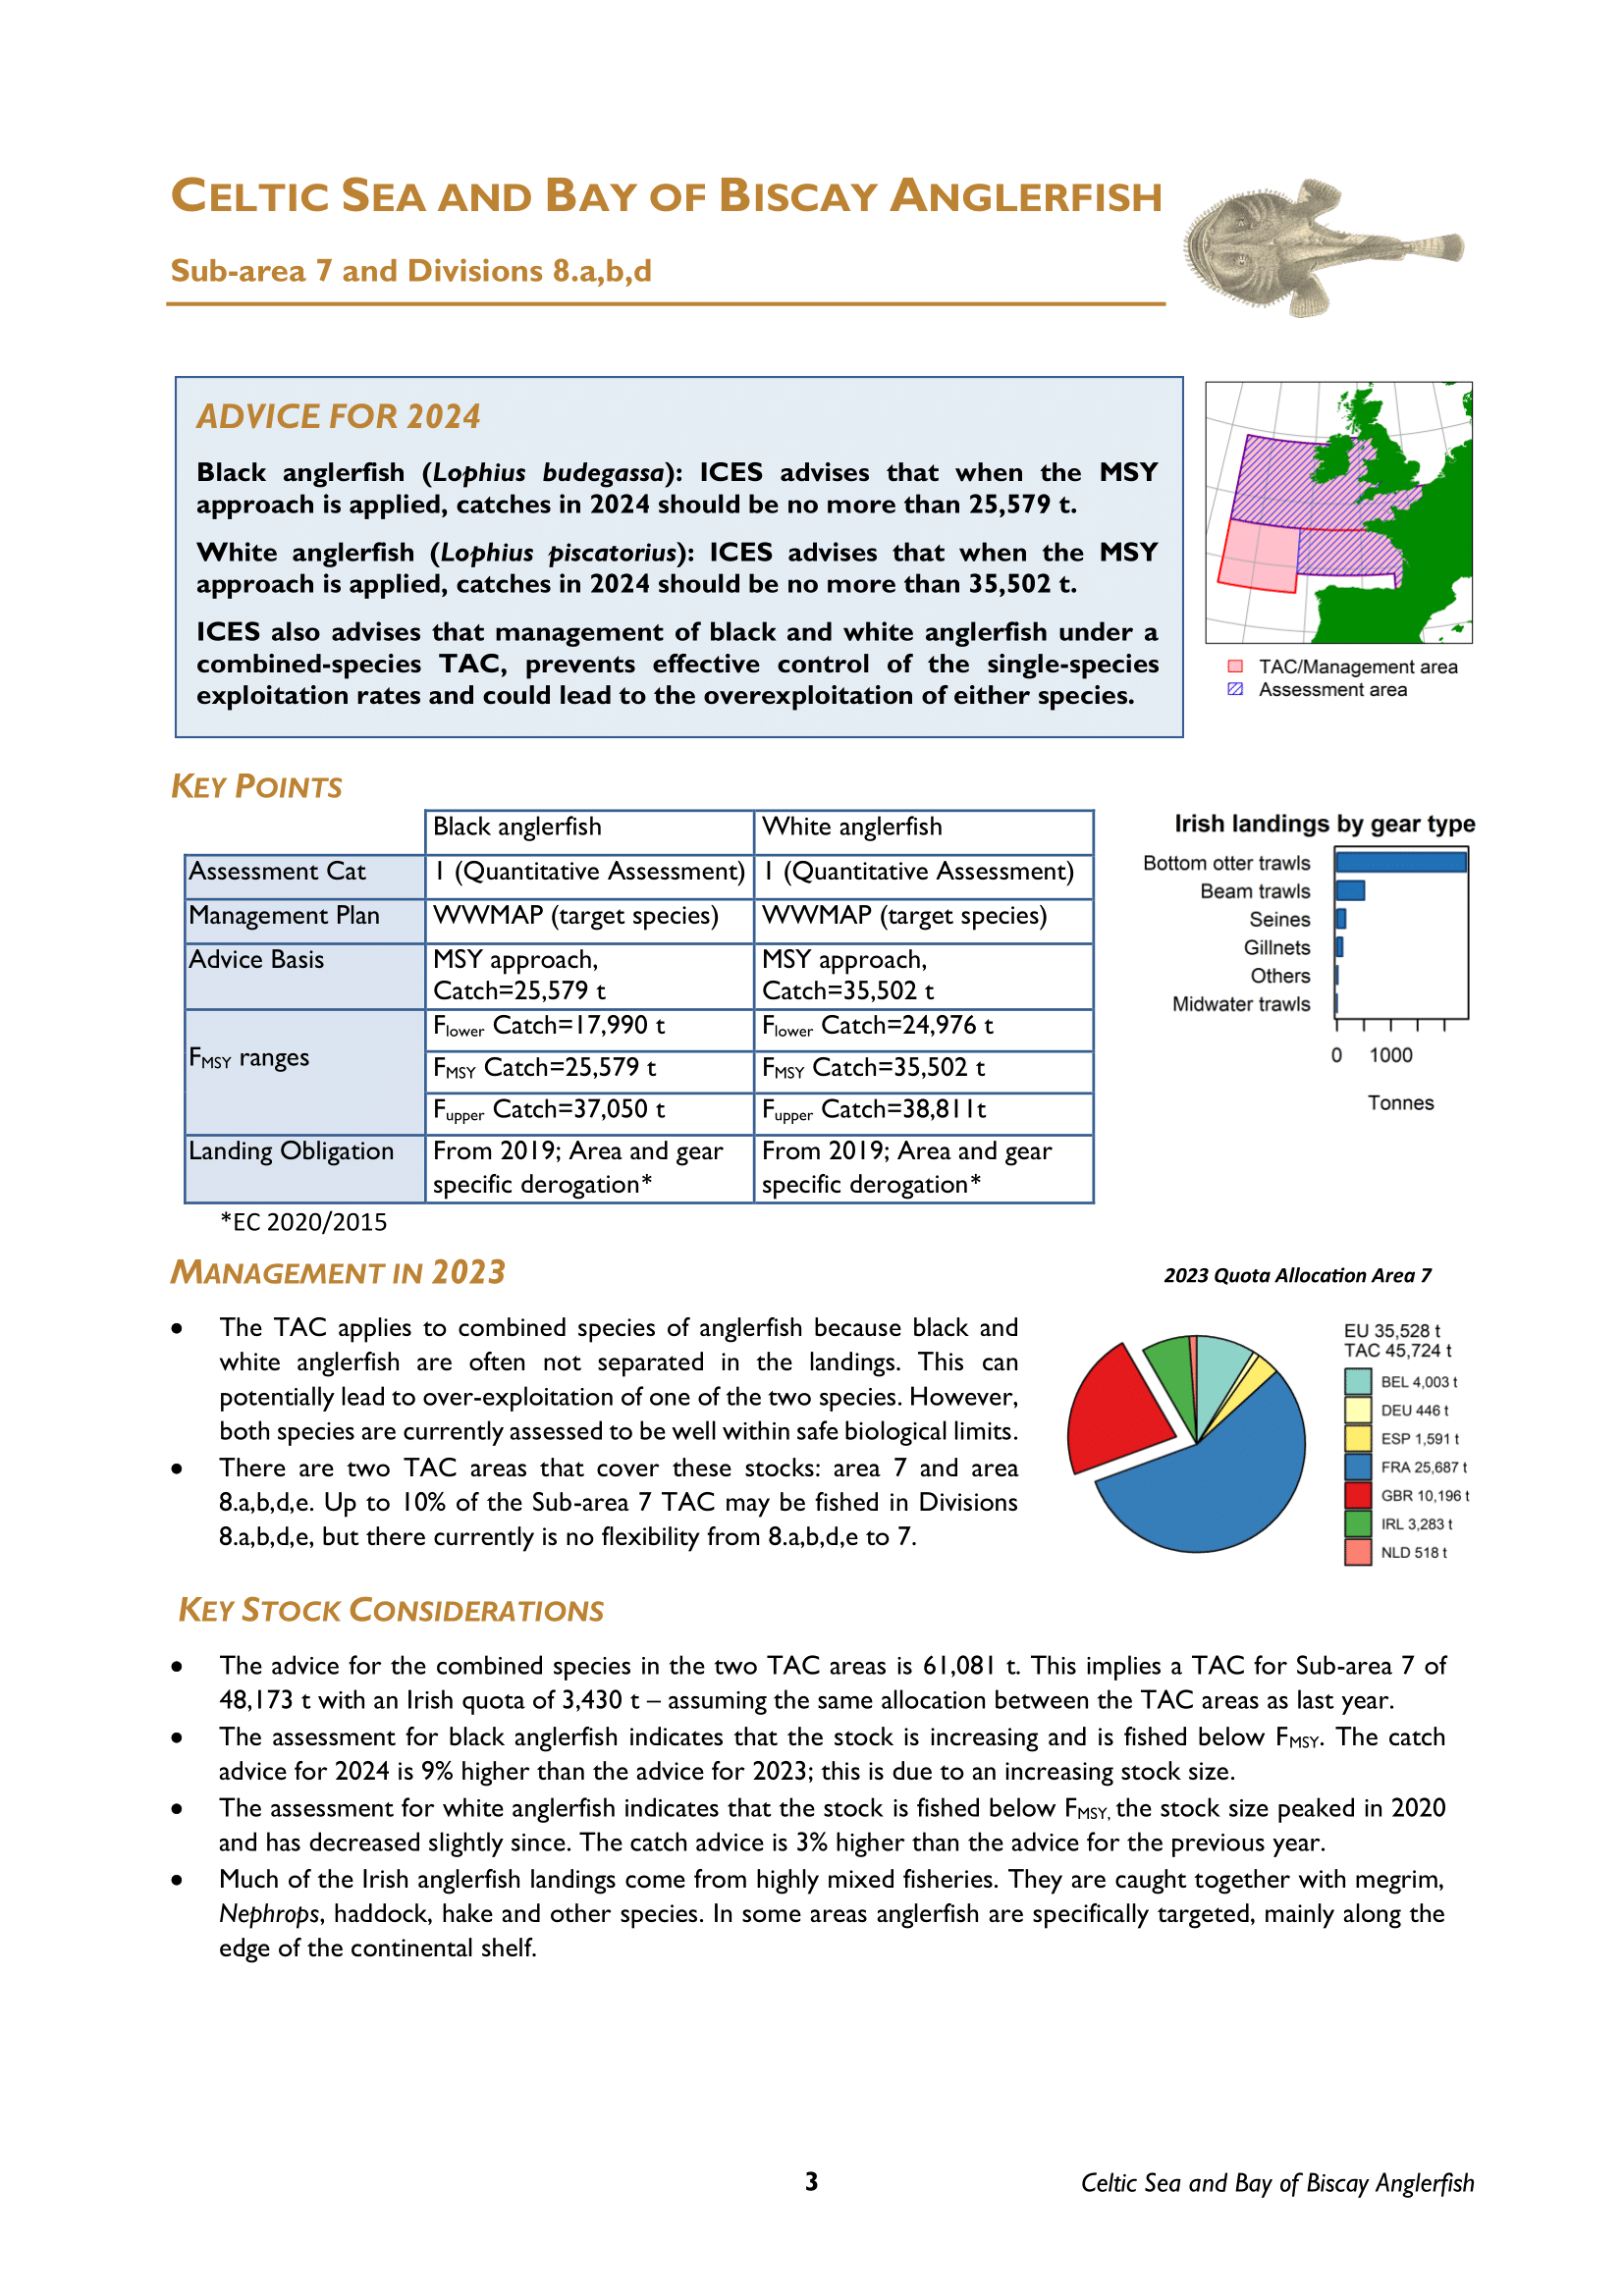 CELTIC SEA AND BAY OF BISCAY ANGLERFISH
Sub-area 7 and Divisions 8.a,b,d
ADVICE FOR 2024
Black anglerfish (Lophius budegassa): ICES advises that when the MSY
approach is applied, catches in 2024 should be no more than 25,579 t.
White anglerfish (Lophius piscatorius): ICES advises that when the MSY
approach is applied, catches in 2024 should be no more than 35,502 t.
ICES also advises that management of black and white anglerfish under a
combined-species TAC, prevents effective control of the single-species
exploitation rates and could lead to the overexploitation of either species.
TAC/Management area
Assessment area
KEY POINTS
Black anglerfish White anglerfish
Assessment Cat 1 (Quantitative Assessment) 1 (Quantitative Assessment)
Management Plan WWMAP (target species) WWMAP (target species)
Advice Basis MSY approach, MSY approach,
Catch=25,579 t Catch=35,502 t
FMSY ranges
Flower Catch=17,990 t Flower Catch=24,976 t
FMSY Catch=25,579 t FMSY Catch=35,502 t
Fupper Catch=37,050 t Fupper Catch=38,811t
Landing Obligation From 2019; Area and gear From 2019; Area and gear
specific derogation* specific derogation*
*EC 2020/2015
Irish landings by gear type
Bottom otter trawls
Beam trawls
Seines
Gillnets
Others
Midwater trawls
0 1000
Tonnes
MANAGEMENT IN 2023
• The TAC applies to combined species of anglerfish because black and
white anglerfish are often not separated in the landings. This can
potentially lead to over-exploitation of one of the two species. However,
both species are currently assessed to be well within safe biological limits.
• There are two TAC areas that cover these stocks: area 7 and area
8.a,b,d,e. Up to 10% of the Sub-area 7 TAC may be fished in Divisions
8.a,b,d,e, but there currently is no flexibility from 8.a,b,d,e to 7.
2023 Quota Allocation Area 7
EU 35,528 t
TAC 45,724 t
BEL 4,003 t
DEU 446 t
ESP 1,591 t
FRA 25,687 t
GBR 10,196 t
IRL 3,283 t
NLD 518 t
KEY STOCK CONSIDERATIONS
• The advice for the combined species in the two TAC areas is 61,081 t. This implies a TAC for Sub-area 7 of
48,173 t with an Irish quota of 3,430 t – assuming the same allocation between the TAC areas as last year.
• The assessment for black anglerfish indicates that the stock is increasing and is fished below FMSY. The catch
advice for 2024 is 9% higher than the advice for 2023; this is due to an increasing stock size.
• The assessment for white anglerfish indicates that the stock is fished below FMSY, the stock size peaked in 2020
and has decreased slightly since. The catch advice is 3% higher than the advice for the previous year.
• Much of the Irish anglerfish landings come from highly mixed fisheries. They are caught together with megrim,
Nephrops, haddock, hake and other species. In some areas anglerfish are specifically targeted, mainly along the
edge of the continental shelf.
3
Celtic Sea and Bay of Biscay Anglerfish